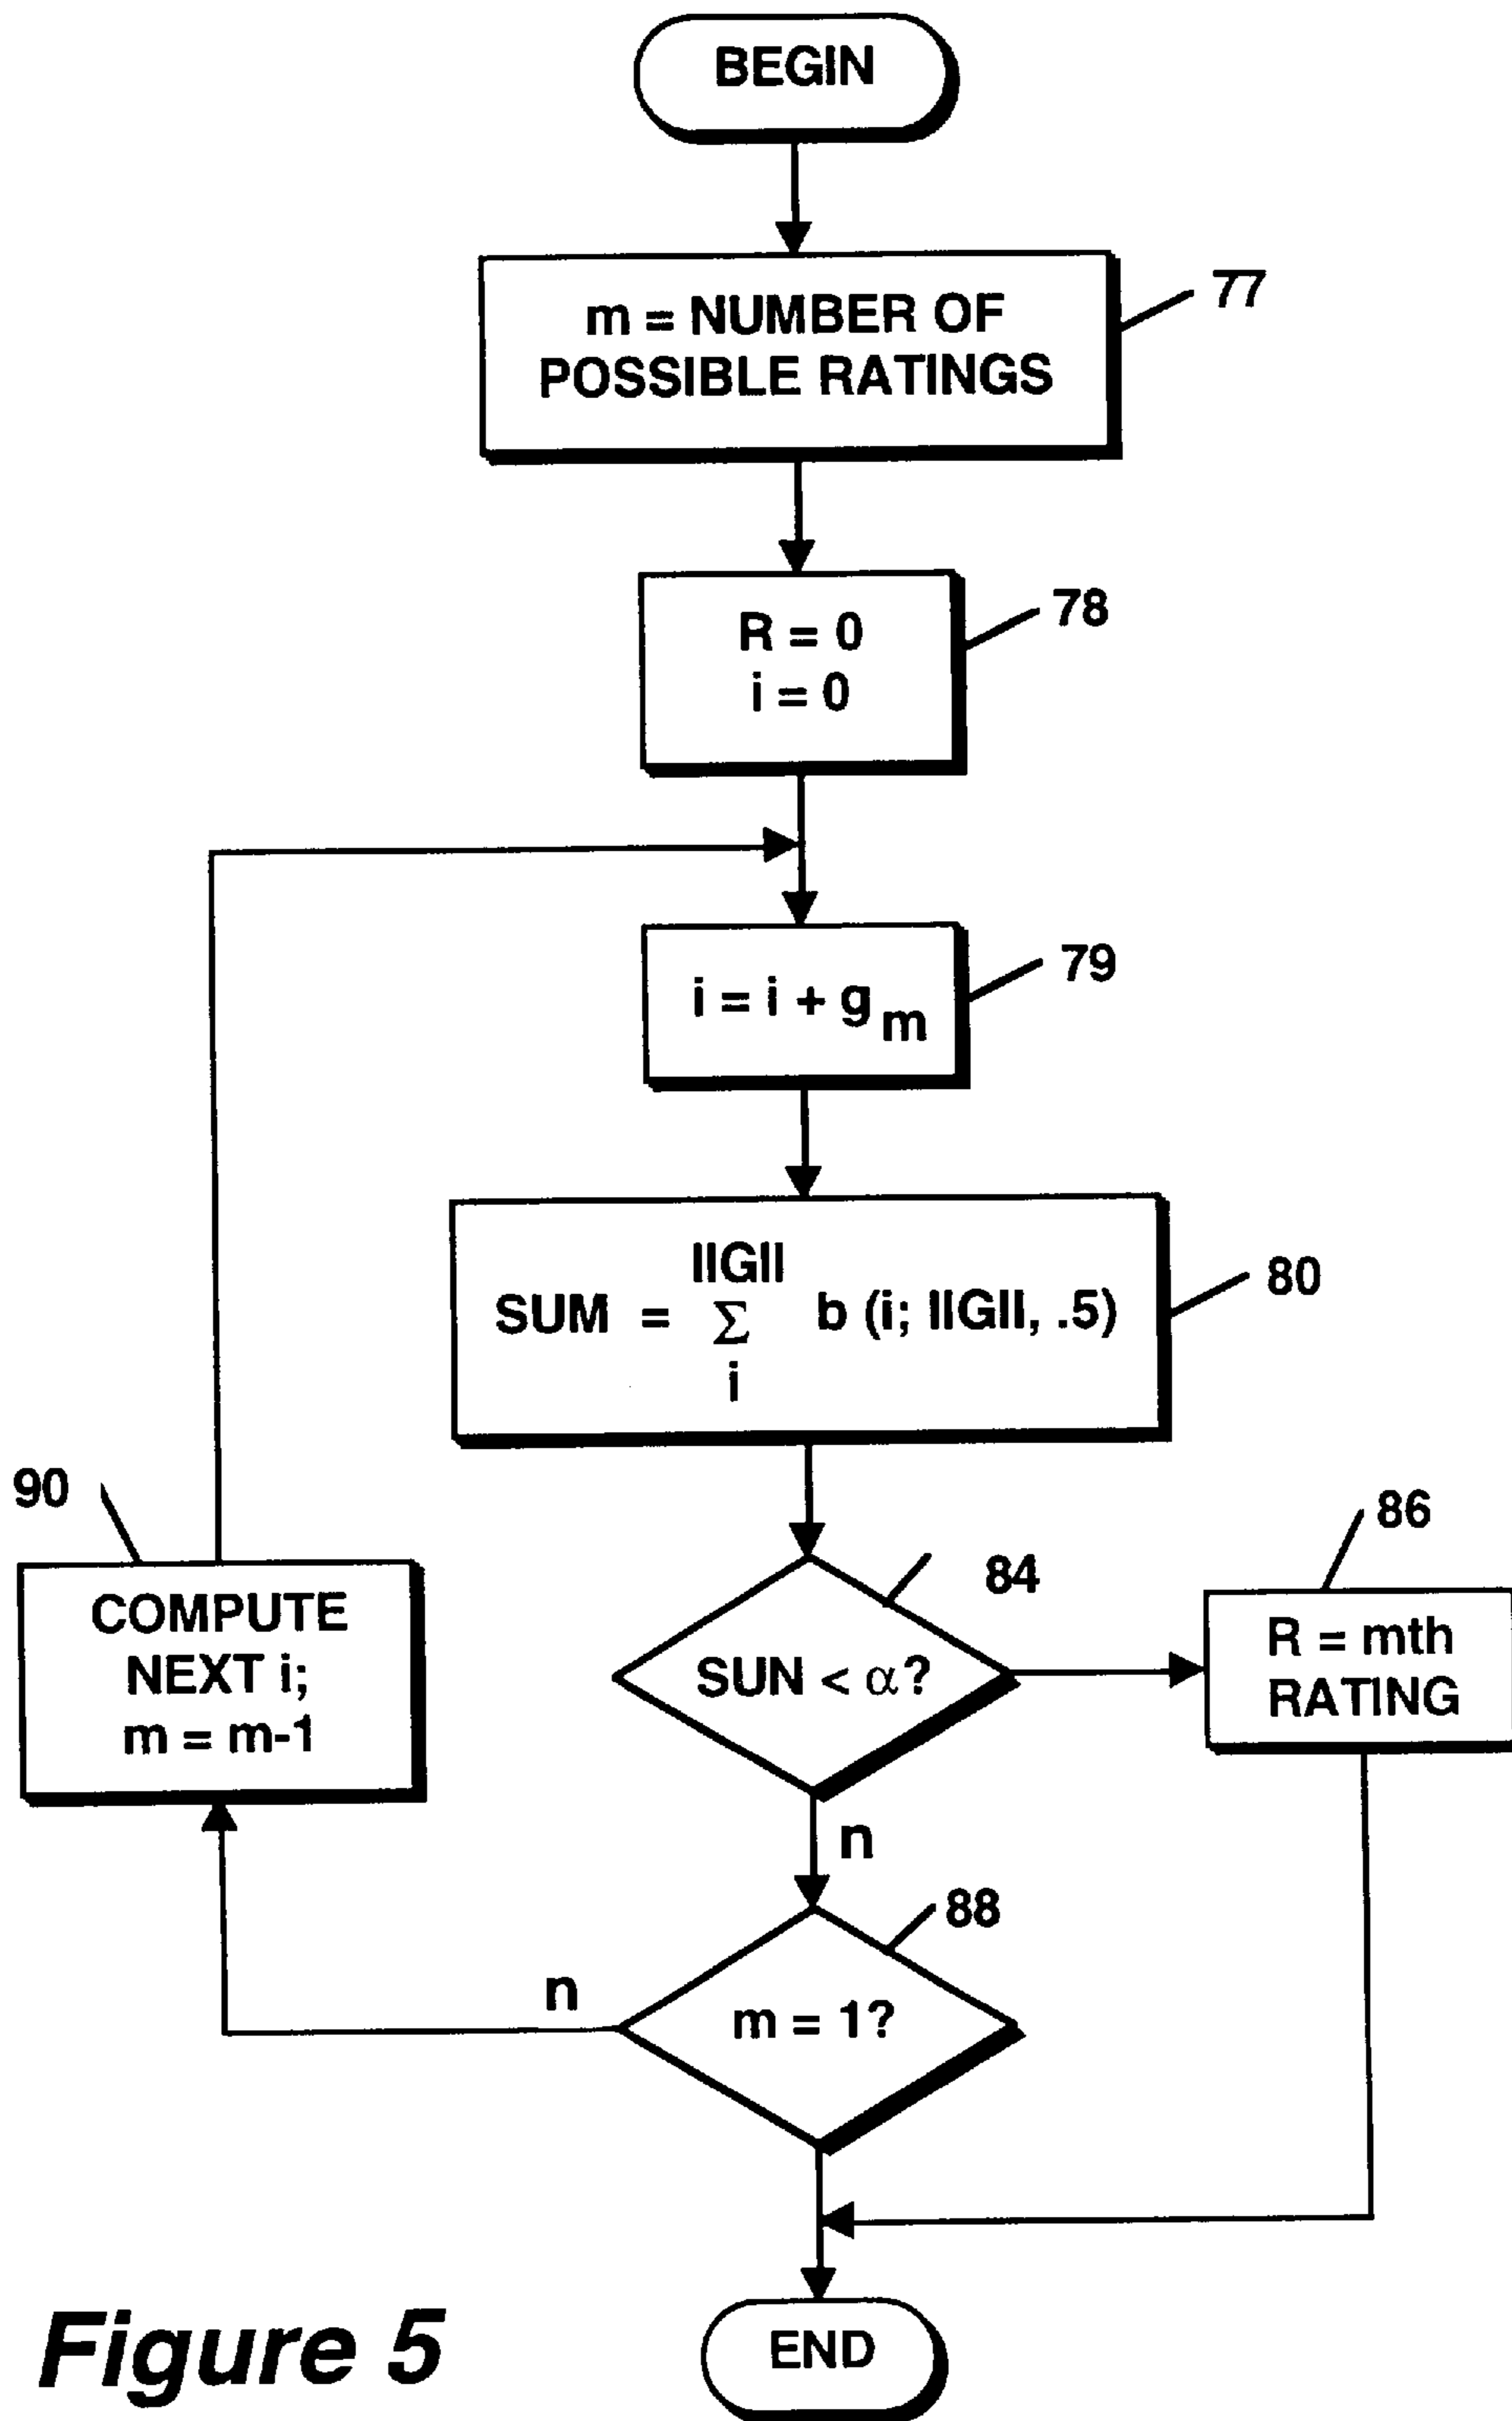 BEGIN
m = NUMBER OF
POSSIBLE RATINGS
77
R = 0
i = 0
78
i = i + g m
79
IIGII
SUM = Σ b (i; IIGII, .5)
i
80
90
COMPUTE
NEXT i;
m = m-1
84
SUN < α?
86
R = mth
RATING
n
88
n
m = 1?
END
Figure 5